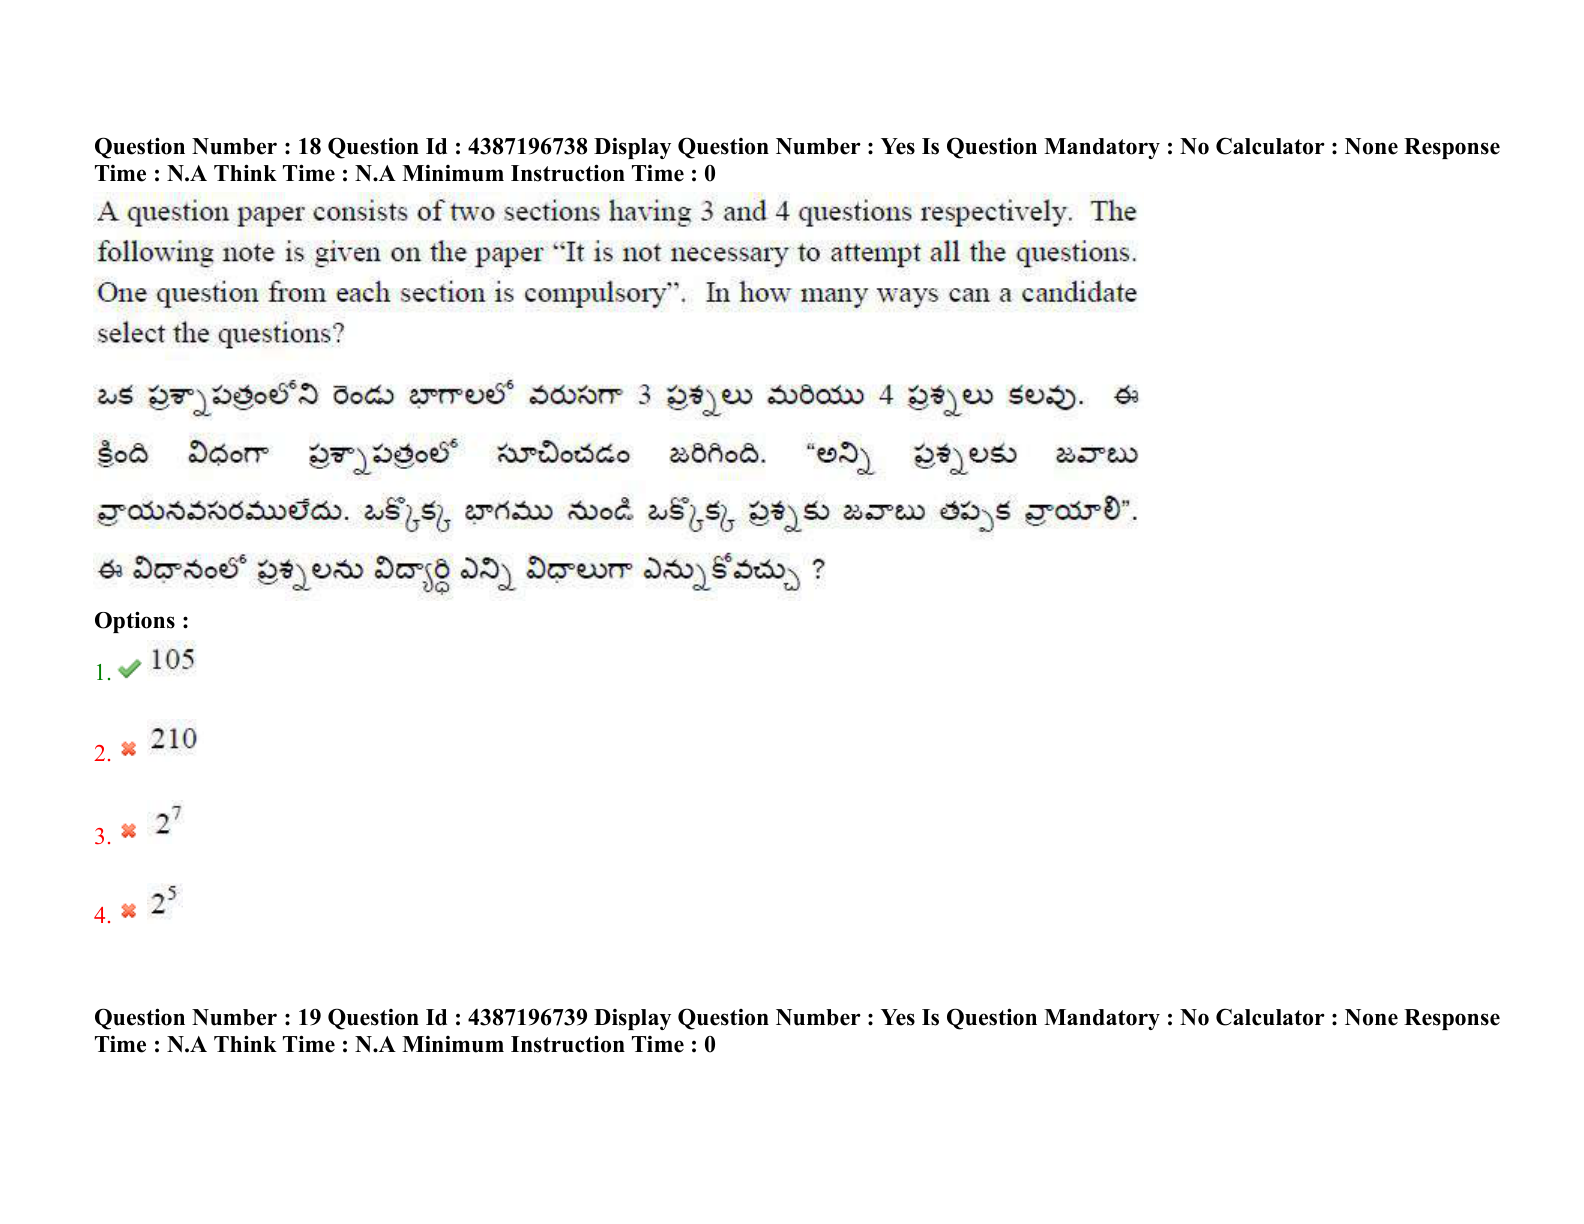 Question Number : 18 Question Id : 4387196738 Display Question Number : Yes Is Question Mandatory : No Calculator : None Response
Time : N.A Think Time : N.A Minimum Instruction Time : 0
A question paper consists of two sections having 3 and 4 questions respectively. The
following note is given on the paper “It is not necessary to attempt all the questions.
One question from each section is compulsory”. In how many ways can a candidate
select the questions?
ఒక ప్రశ్నాపత్రంలోని రెండు భాగాలలో వరుసగా 3 ప్రశ్నలు మరియు 4 ప్రశ్నలు కలవు. ఈ
క్రింది విధంగా ప్రశ్నాపత్రంలో సూచించడం జరిగింది. “అన్ని ప్రశ్నలకు జవాబు
వ్రాయనవసరములేదు. ఒక్కొక్క భాగము నుండి ఒక్కొక్క ప్రశ్నకు జవాబు తప్పక వ్రాయాలి”.
ఈ విధానంలో ప్రశ్నలను విద్యార్ధి ఎన్ని విధాలుగా ఎన్నుకోవచ్చు ?
Options :
1. 105
2. 210
3. 2⁷
4. 2⁵
Question Number : 19 Question Id : 4387196739 Display Question Number : Yes Is Question Mandatory : No Calculator : None Response
Time : N.A Think Time : N.A Minimum Instruction Time : 0